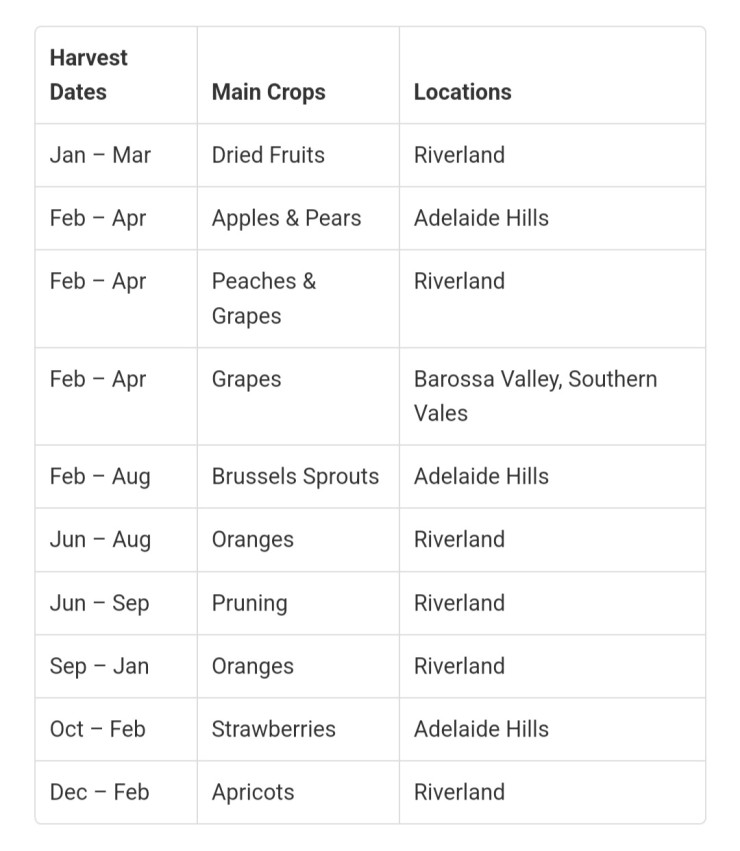 Harvest Dates Main Crops Locations
Jan – Mar Dried Fruits Riverland
Feb – Apr Apples & Pears Adelaide Hills
Feb – Apr Peaches & Grapes Riverland
Feb – Apr Grapes Barossa Valley, Southern Vales
Feb – Aug Brussels Sprouts Adelaide Hills
Jun – Aug Oranges Riverland
Jun – Sep Pruning Riverland
Sep – Jan Oranges Riverland
Oct – Feb Strawberries Adelaide Hills
Dec – Feb Apricots Riverland